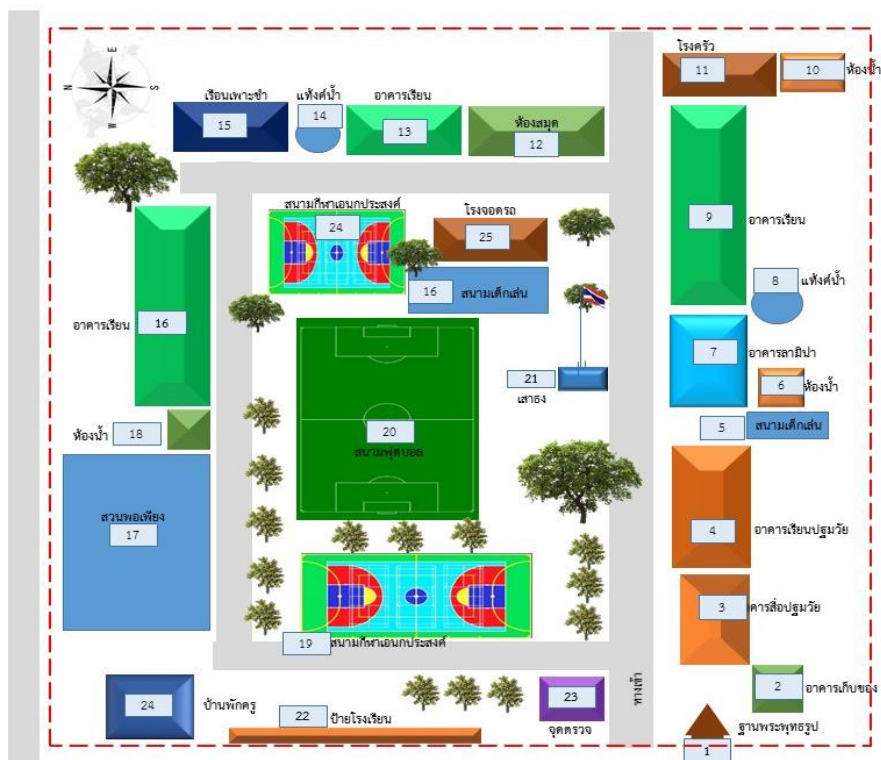 E
N
S
W
โรงครัว
11
10
ห้องน้ำ
เรือนเพาะชำ
แท้งค์น้ำ
อาคารเรียน
15
14
13
ห้องสมุด
12
สนามกีฬาเอนกประสงค์
24
โรงจอดรถ
25
9
อาคารเรียน
16
สนามเด็กเล่น
8
แท้งค์น้ำ
อาคารเรียน
16
7
อาคารลามิน่า
21
เสาธง
6
ห้องน้ำ
5
สนามเด็กเล่น
ห้องน้ำ
18
20
สนามฟุตบอล
สวนพอเพียง
17
4
อาคารเรียนปฐมวัย
3
คารสื่อปฐมวัย
19
สนามกีฬาเอนกประสงค์
2
อาคารเก็บของ
ทางเข้า
24
บ้านพักครู
22
ป้ายโรงเรียน
23
จุดตรวจ
ฐานพระพุทธรูป
1